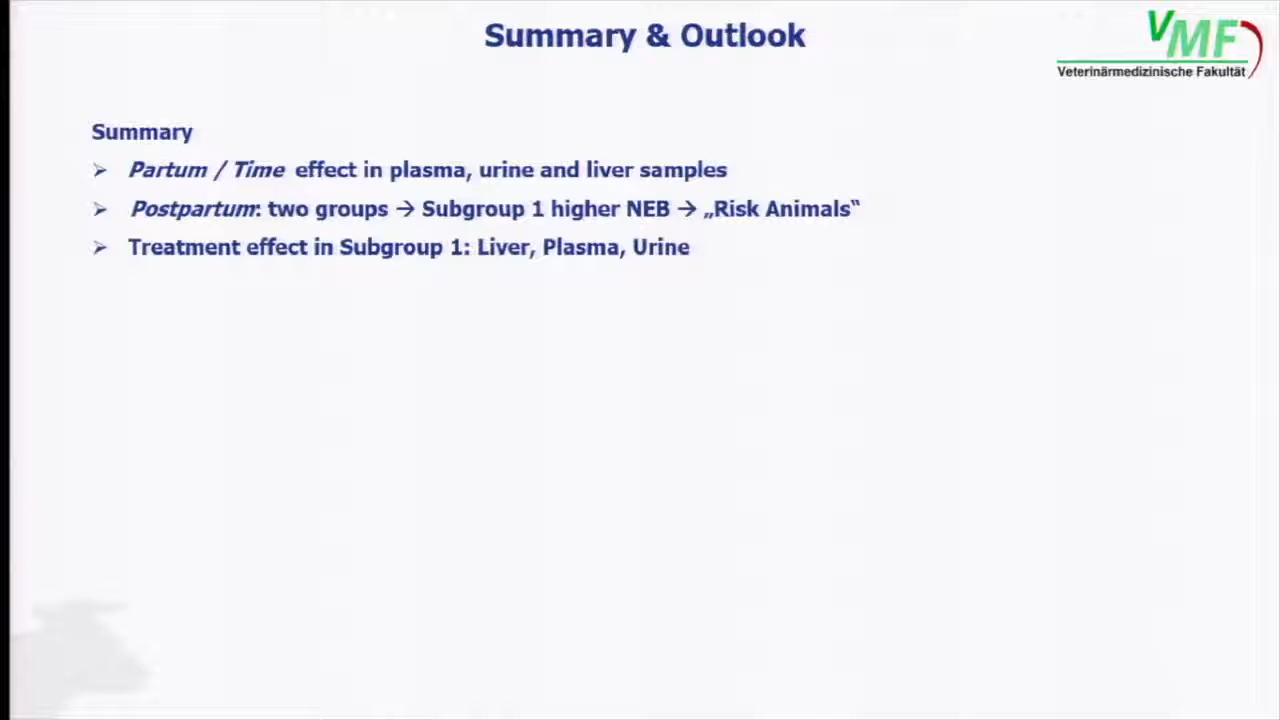 Summary & Outlook
VMF
Veterinärmedizinische Fakultät
Summary
➢ Partum / Time effect in plasma, urine and liver samples
➢ Postpartum: two groups → Subgroup 1 higher NEB → „Risk Animals“
➢ Treatment effect in Subgroup 1: Liver, Plasma, Urine